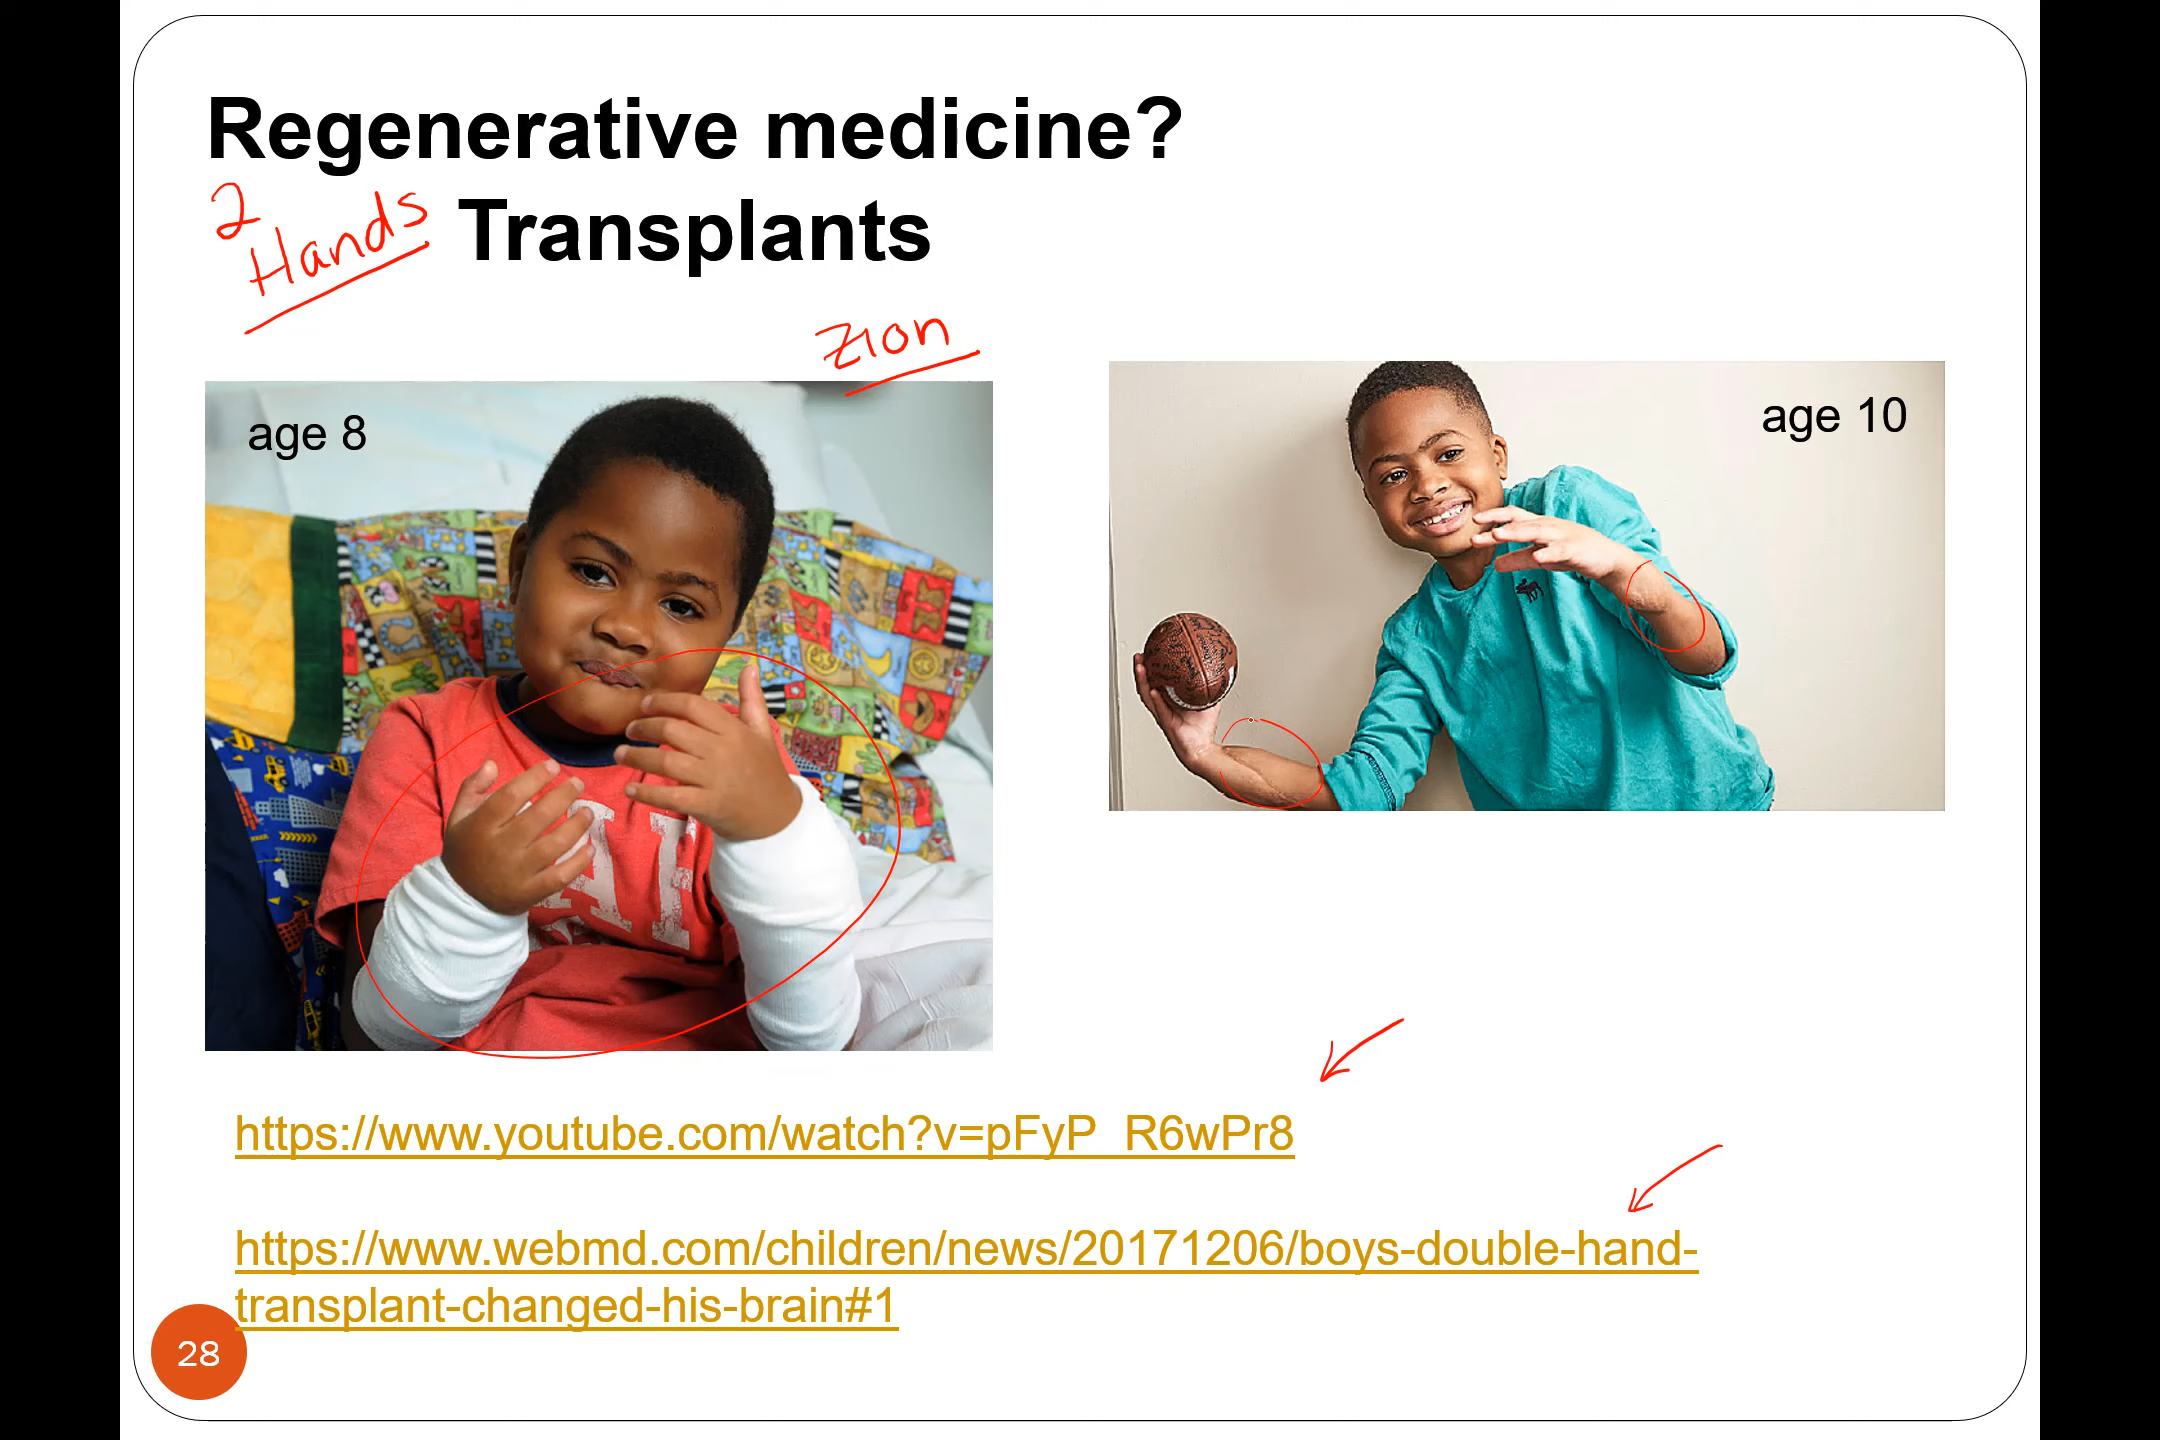 Regenerative medicine?
2
Hands Transplants
Zion
age 8
age 10
https://www.youtube.com/watch?v=pFyP_R6wPr8
https://www.webmd.com/children/news/20171206/boys-double-hand-
transplant-changed-his-brain#1
28